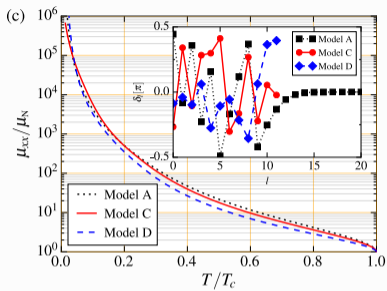 (c)
10^6
10^5
10^4
10^3
10^2
10^1
10^0
μ_xx/μ_N
0.0 0.2 0.4 0.6 0.8 1.0
T/T_c
Model A
Model C
Model D
0.5
0.0
-0.5
δ_l[π]
0 5 10 15 20
l
Model A
Model C
Model D